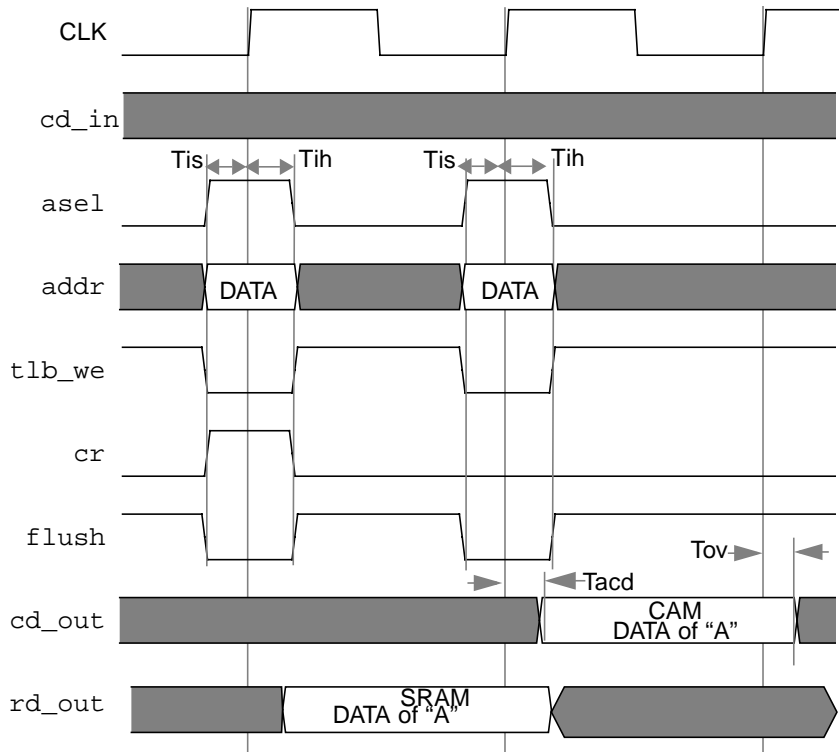 CLK
cd_in
Tis Tih Tis Tih
asel
addr DATA DATA
tlb_we
cr
flush
Tov
Tacd
cd_out CAM
DATA of “A”
rd_out SRAM
DATA of “A”